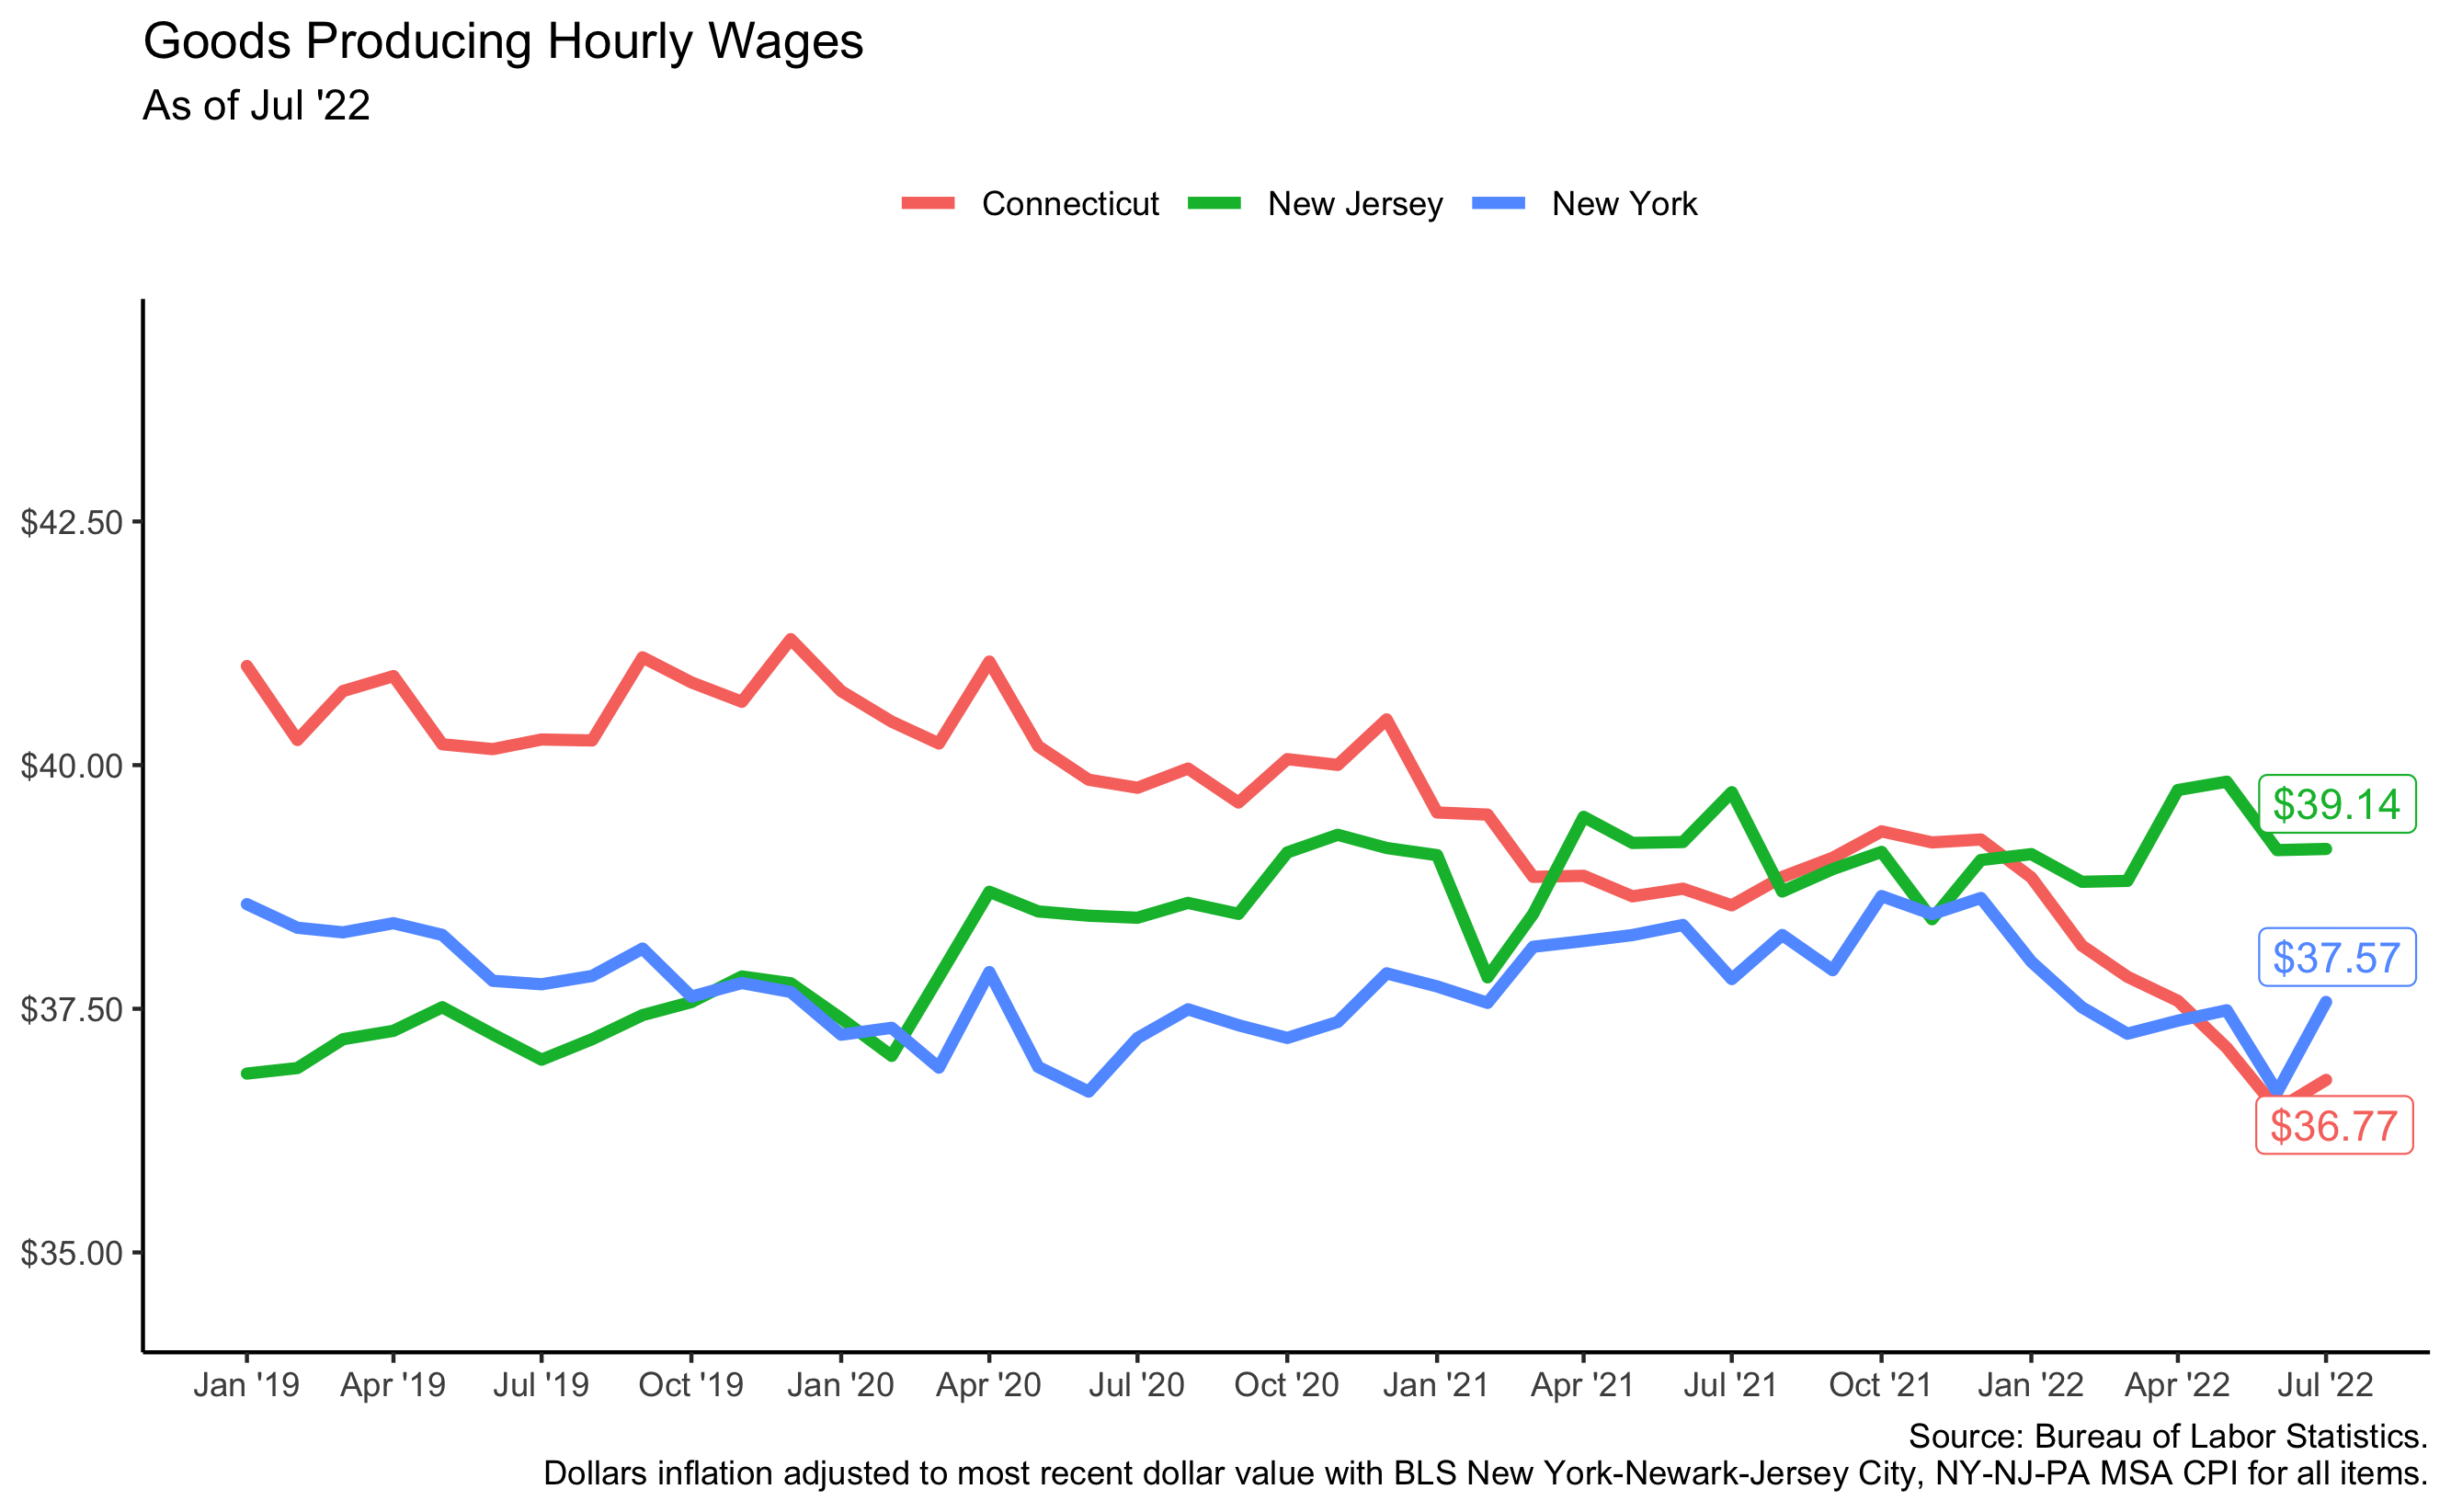 Goods Producing Hourly Wages
As of Jul '22
Connecticut New Jersey New York
$42.50
$40.00
$37.50
$35.00
$39.14
$37.57
$36.77
Jan '19 Apr '19 Jul '19 Oct '19 Jan '20 Apr '20 Jul '20 Oct '20 Jan '21 Apr '21 Jul '21 Oct '21 Jan '22 Apr '22 Jul '22
Source: Bureau of Labor Statistics.
Dollars inflation adjusted to most recent dollar value with BLS New York-Newark-Jersey City, NY-NJ-PA MSA CPI for all items.